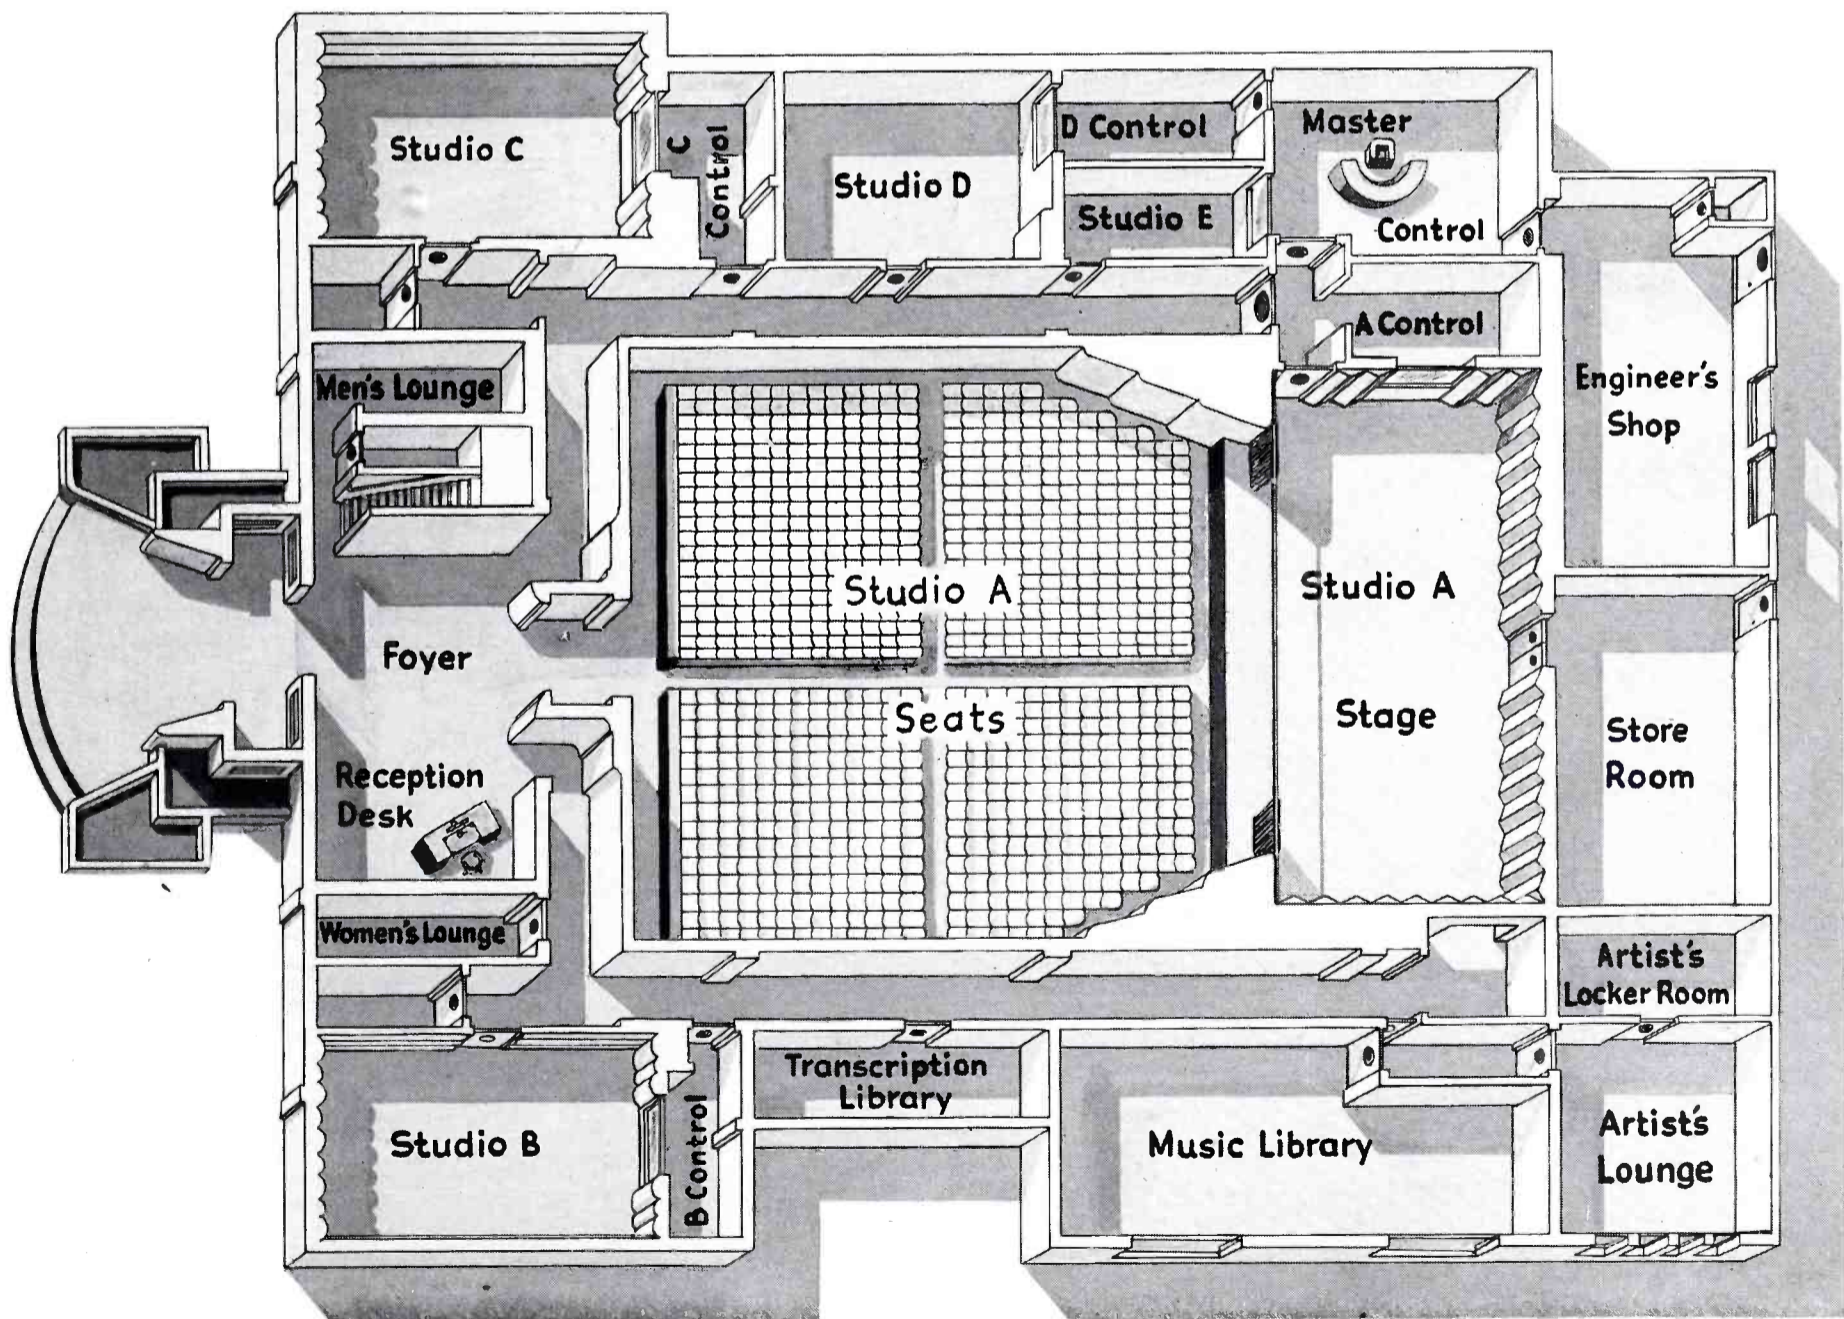 Studio C
C
Control
Studio D
D Control
Studio E
Master
Control
A Control
Men's Lounge
Engineer's
Shop
Studio A
Seats
Studio A
Stage
Foyer
Reception
Desk
Store
Room
Women's Lounge
Artist's
Locker Room
Studio B
B Control
Transcription
Library
Music Library
Artist's
Lounge